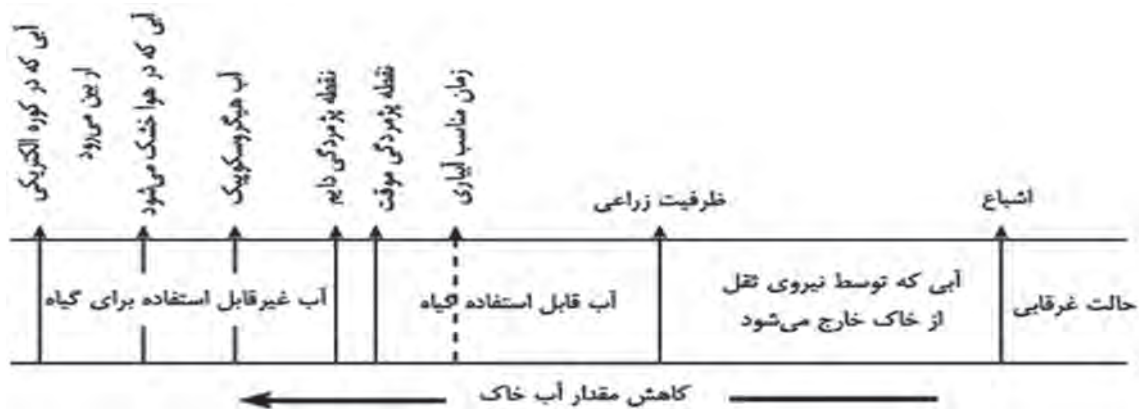 اشباع
ظرفیت زراعی
زمان مناسب آبیاری
نقطه پژمردگی موقت
نقطه پژمردگی دایم
آب هیگروسکوپیک
آبی که در هوا خشک می‌شود
آبی که در کوره الکتریکی
از بین می‌رود
حالت غرقابی
آبی که توسط نیروی ثقل
از خاک خارج می‌شود
آب قابل استفاده گیاه
آب غیرقابل استفاده برای گیاه
کاهش مقدار آب خاک